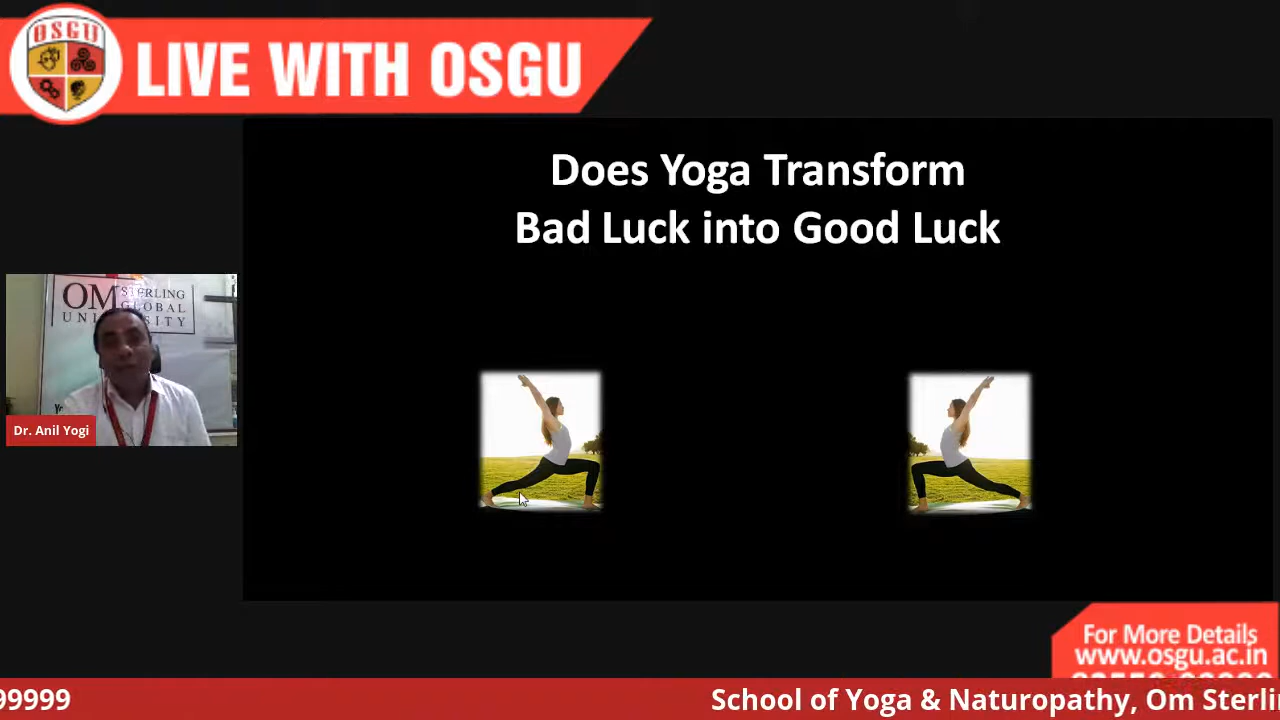 OSGU
LIVE WITH OSGU
Does Yoga Transform
Bad Luck into Good Luck
OM STERLING
GLOBAL
UNIVERSITY
Dr. Anil Yogi
For More Details
www.osgu.ac.in
99999
School of Yoga & Naturopathy, Om Sterli